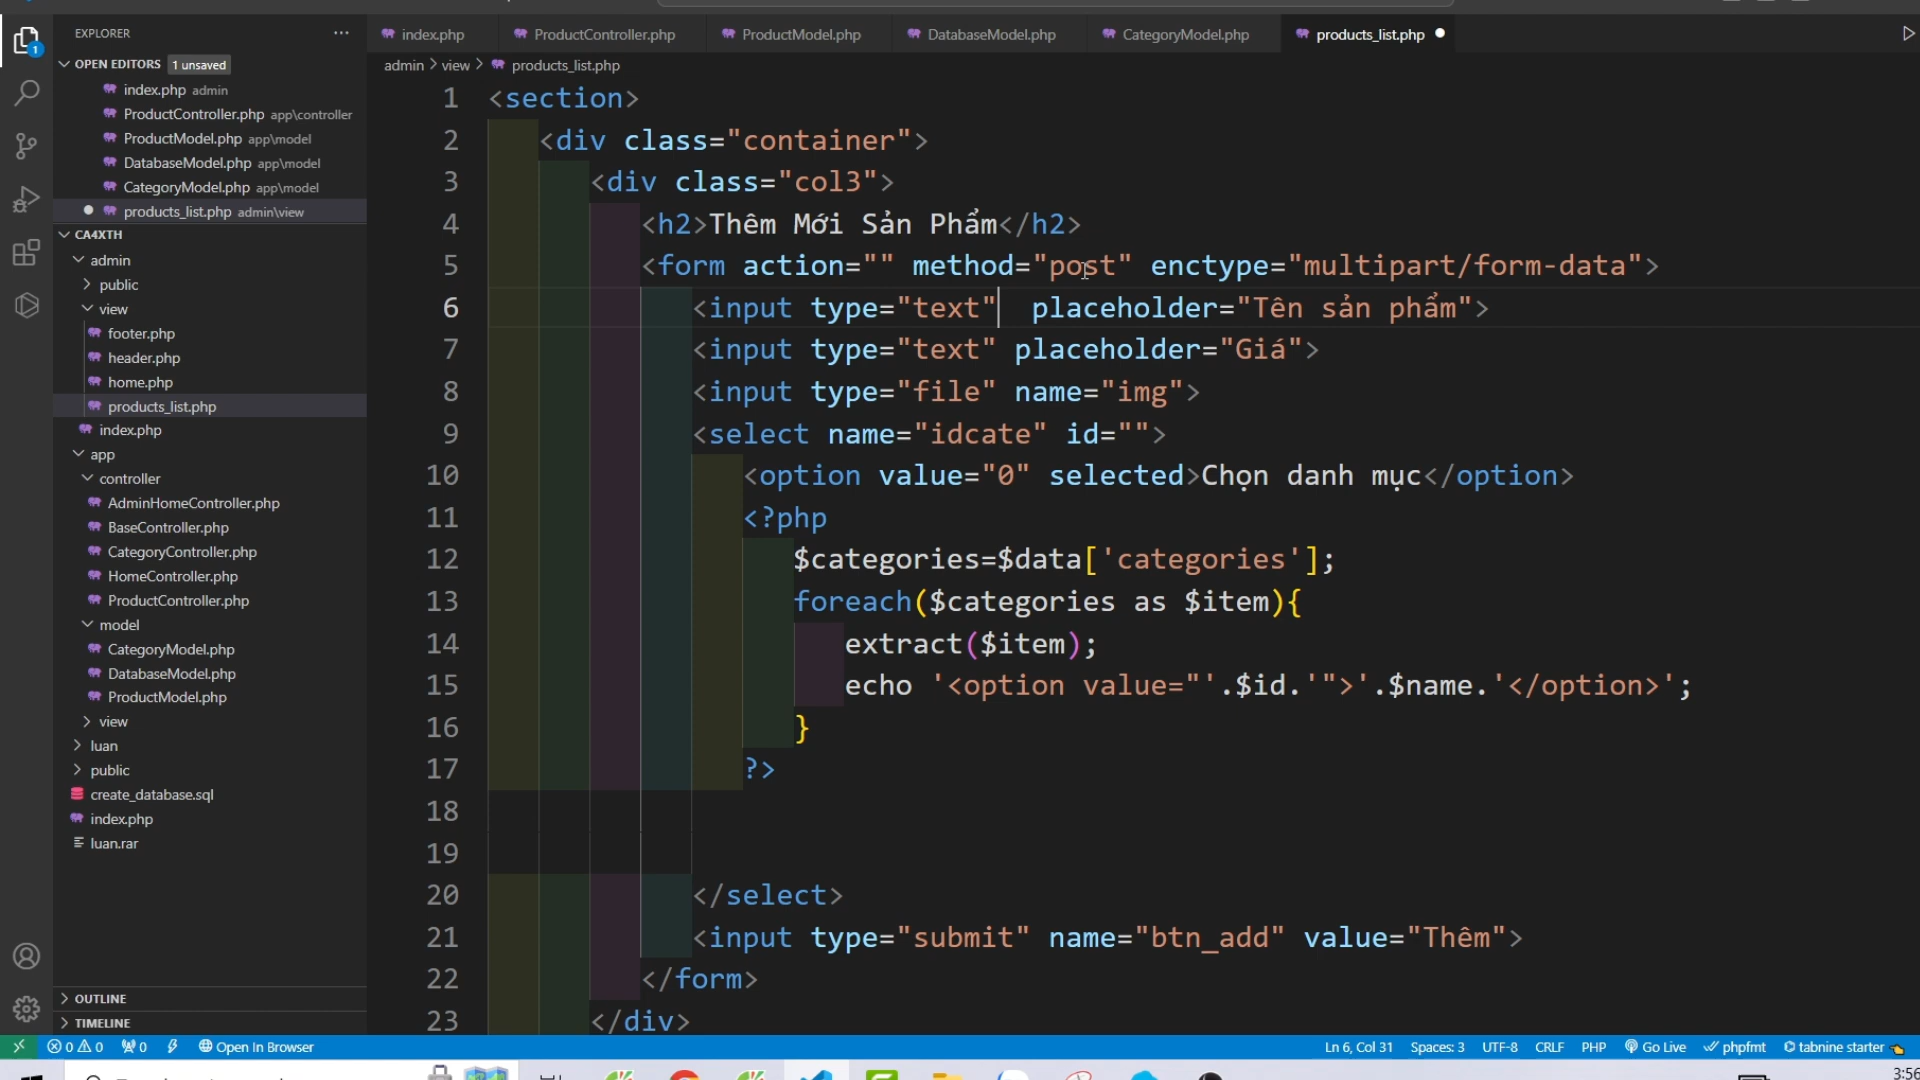 EXPLORER
···
index.php
ProductController.php
ProductModel.php
DatabaseModel.php
CategoryModel.php
products_list.php
OPEN EDITORS 1 unsaved
admin > view > products_list.php
index.php admin
ProductController.php app\controller
ProductModel.php app\model
DatabaseModel.php app\model
CategoryModel.php app\model
products_list.php admin\view
CA4XTH
admin
public
view
footer.php
header.php
home.php
products_list.php
index.php
app
controller
AdminHomeController.php
BaseController.php
CategoryController.php
HomeController.php
ProductController.php
model
CategoryModel.php
DatabaseModel.php
ProductModel.php
view
luan
public
create_database.sql
index.php
luan.rar
OUTLINE
TIMELINE
1
1 <section>
2 <div class="container">
3 <div class="col3">
4 <h2>Thêm Mới Sản Phẩm</h2>
5 <form action="" method="post" enctype="multipart/form-data">
6 <input type="text"  placeholder="Tên sản phẩm">
7 <input type="text" placeholder="Giá">
8 <input type="file" name="img">
9 <select name="idcate" id="">
10 <option value="0" selected>Chọn danh mục</option>
11 <?php
12 $categories=$data['categories'];
13 foreach($categories as $item){
14 extract($item);
15 echo '<option value="'.$id.'">'.$name.'</option>';
16 }
17 ?>
18
19
20 </select>
21 <input type="submit" name="btn_add" value="Thêm">
22 </form>
23 </div>
0 0 0 Open In Browser
Ln 6, Col 31 Spaces: 3 UTF-8 CRLF PHP Go Live phpfmt tabnine starter
3:56